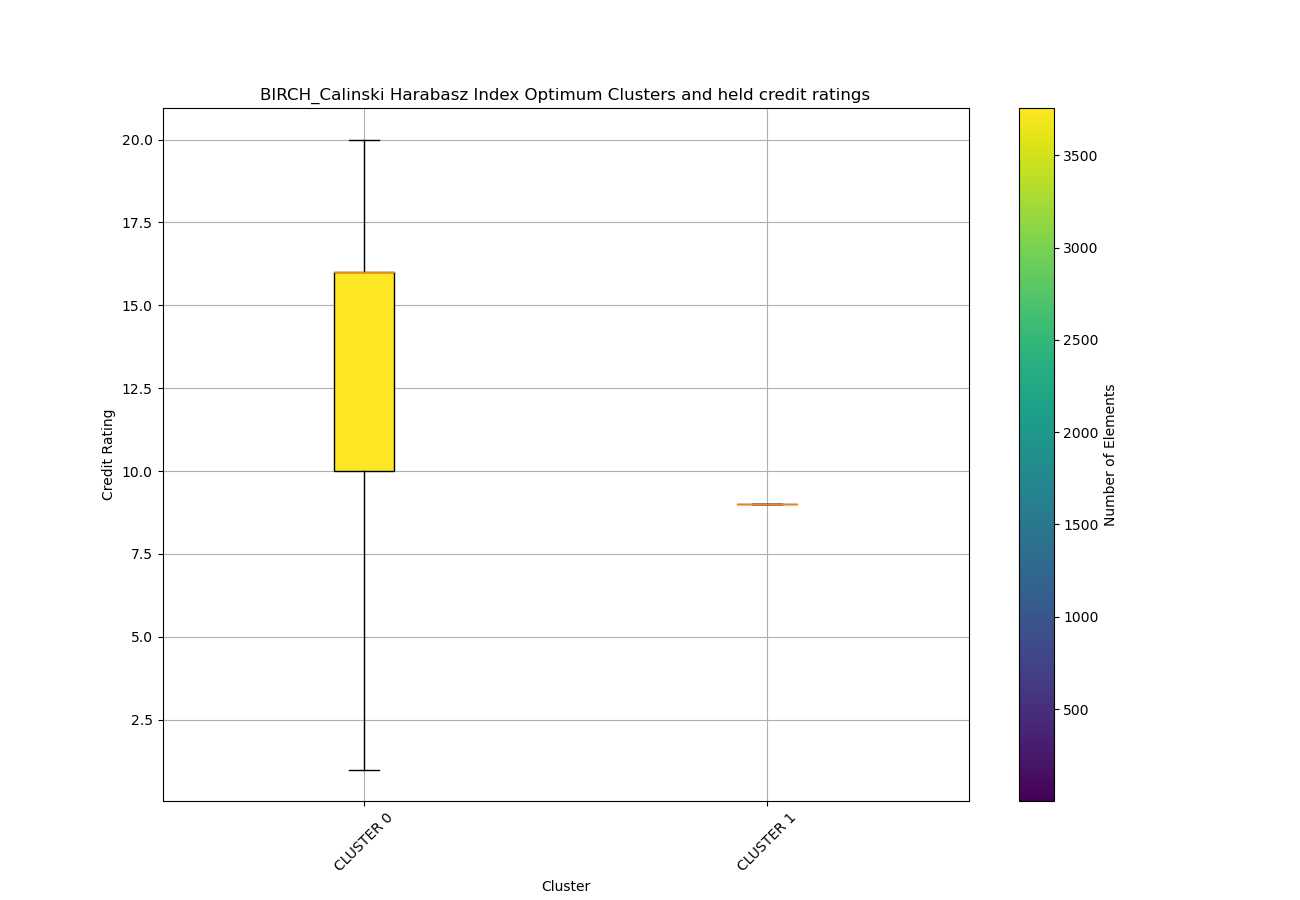 BIRCH_Calinski Harabasz Index Optimum Clusters and held credit ratings
20.0
17.5
15.0
12.5
10.0
7.5
5.0
2.5
Credit Rating
CLUSTER 0
CLUSTER 1
Cluster
3500
3000
2500
2000
1500
1000
500
Number of Elements